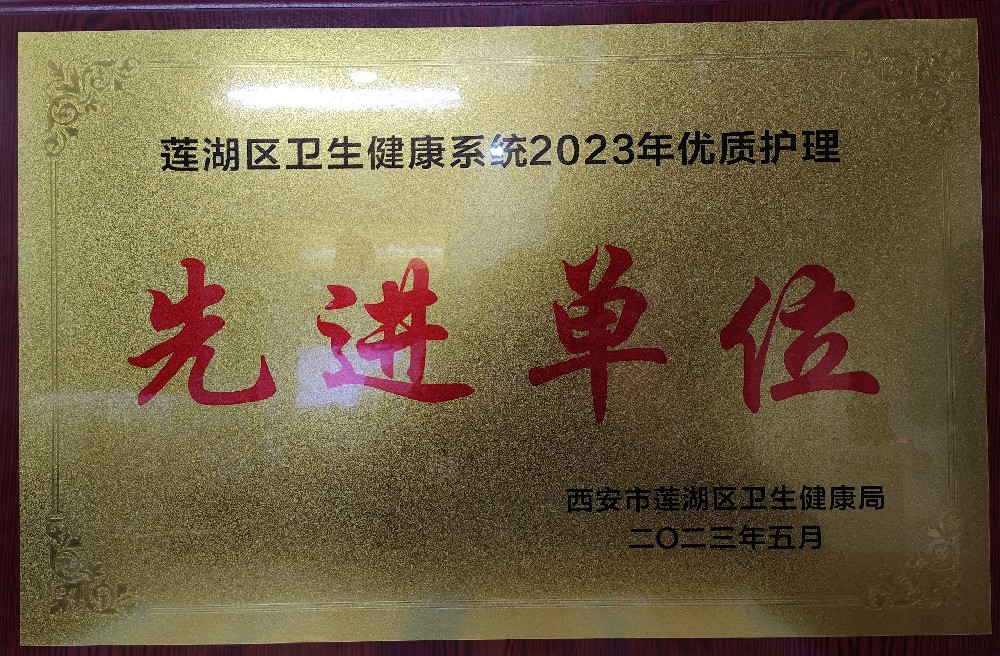 莲湖区卫生健康系统2023年优质护理
先进单位
西安市莲湖区卫生健康局
二〇二三年五月